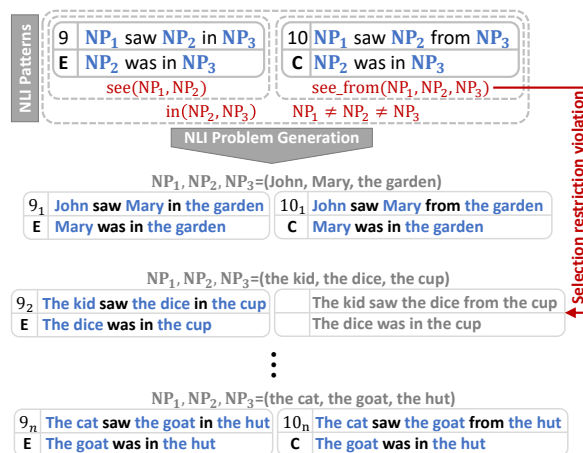 NLI Patterns
9 NP₁ saw NP₂ in NP₃
E NP₂ was in NP₃
10 NP₁ saw NP₂ from NP₃
C NP₂ was in NP₃
see(NP₁, NP₂)
see_from(NP₁, NP₂, NP₃)
in(NP₂, NP₃) NP₁ ≠ NP₂ ≠ NP₃
Selection restriction violation
NLI Problem Generation
NP₁, NP₂, NP₃=(John, Mary, the garden)
9₁ John saw Mary in the garden
E Mary was in the garden
10₁ John saw Mary from the garden
C Mary was in the garden
NP₁, NP₂, NP₃=(the kid, the dice, the cup)
9₂ The kid saw the dice in the cup
E The dice was in the cup
The kid saw the dice from the cup
The dice was in the cup
NP₁, NP₂, NP₃=(the cat, the goat, the hut)
9ₙ The cat saw the goat in the hut
E The goat was in the hut
10ₙ The cat saw the goat from the hut
C The goat was in the hut